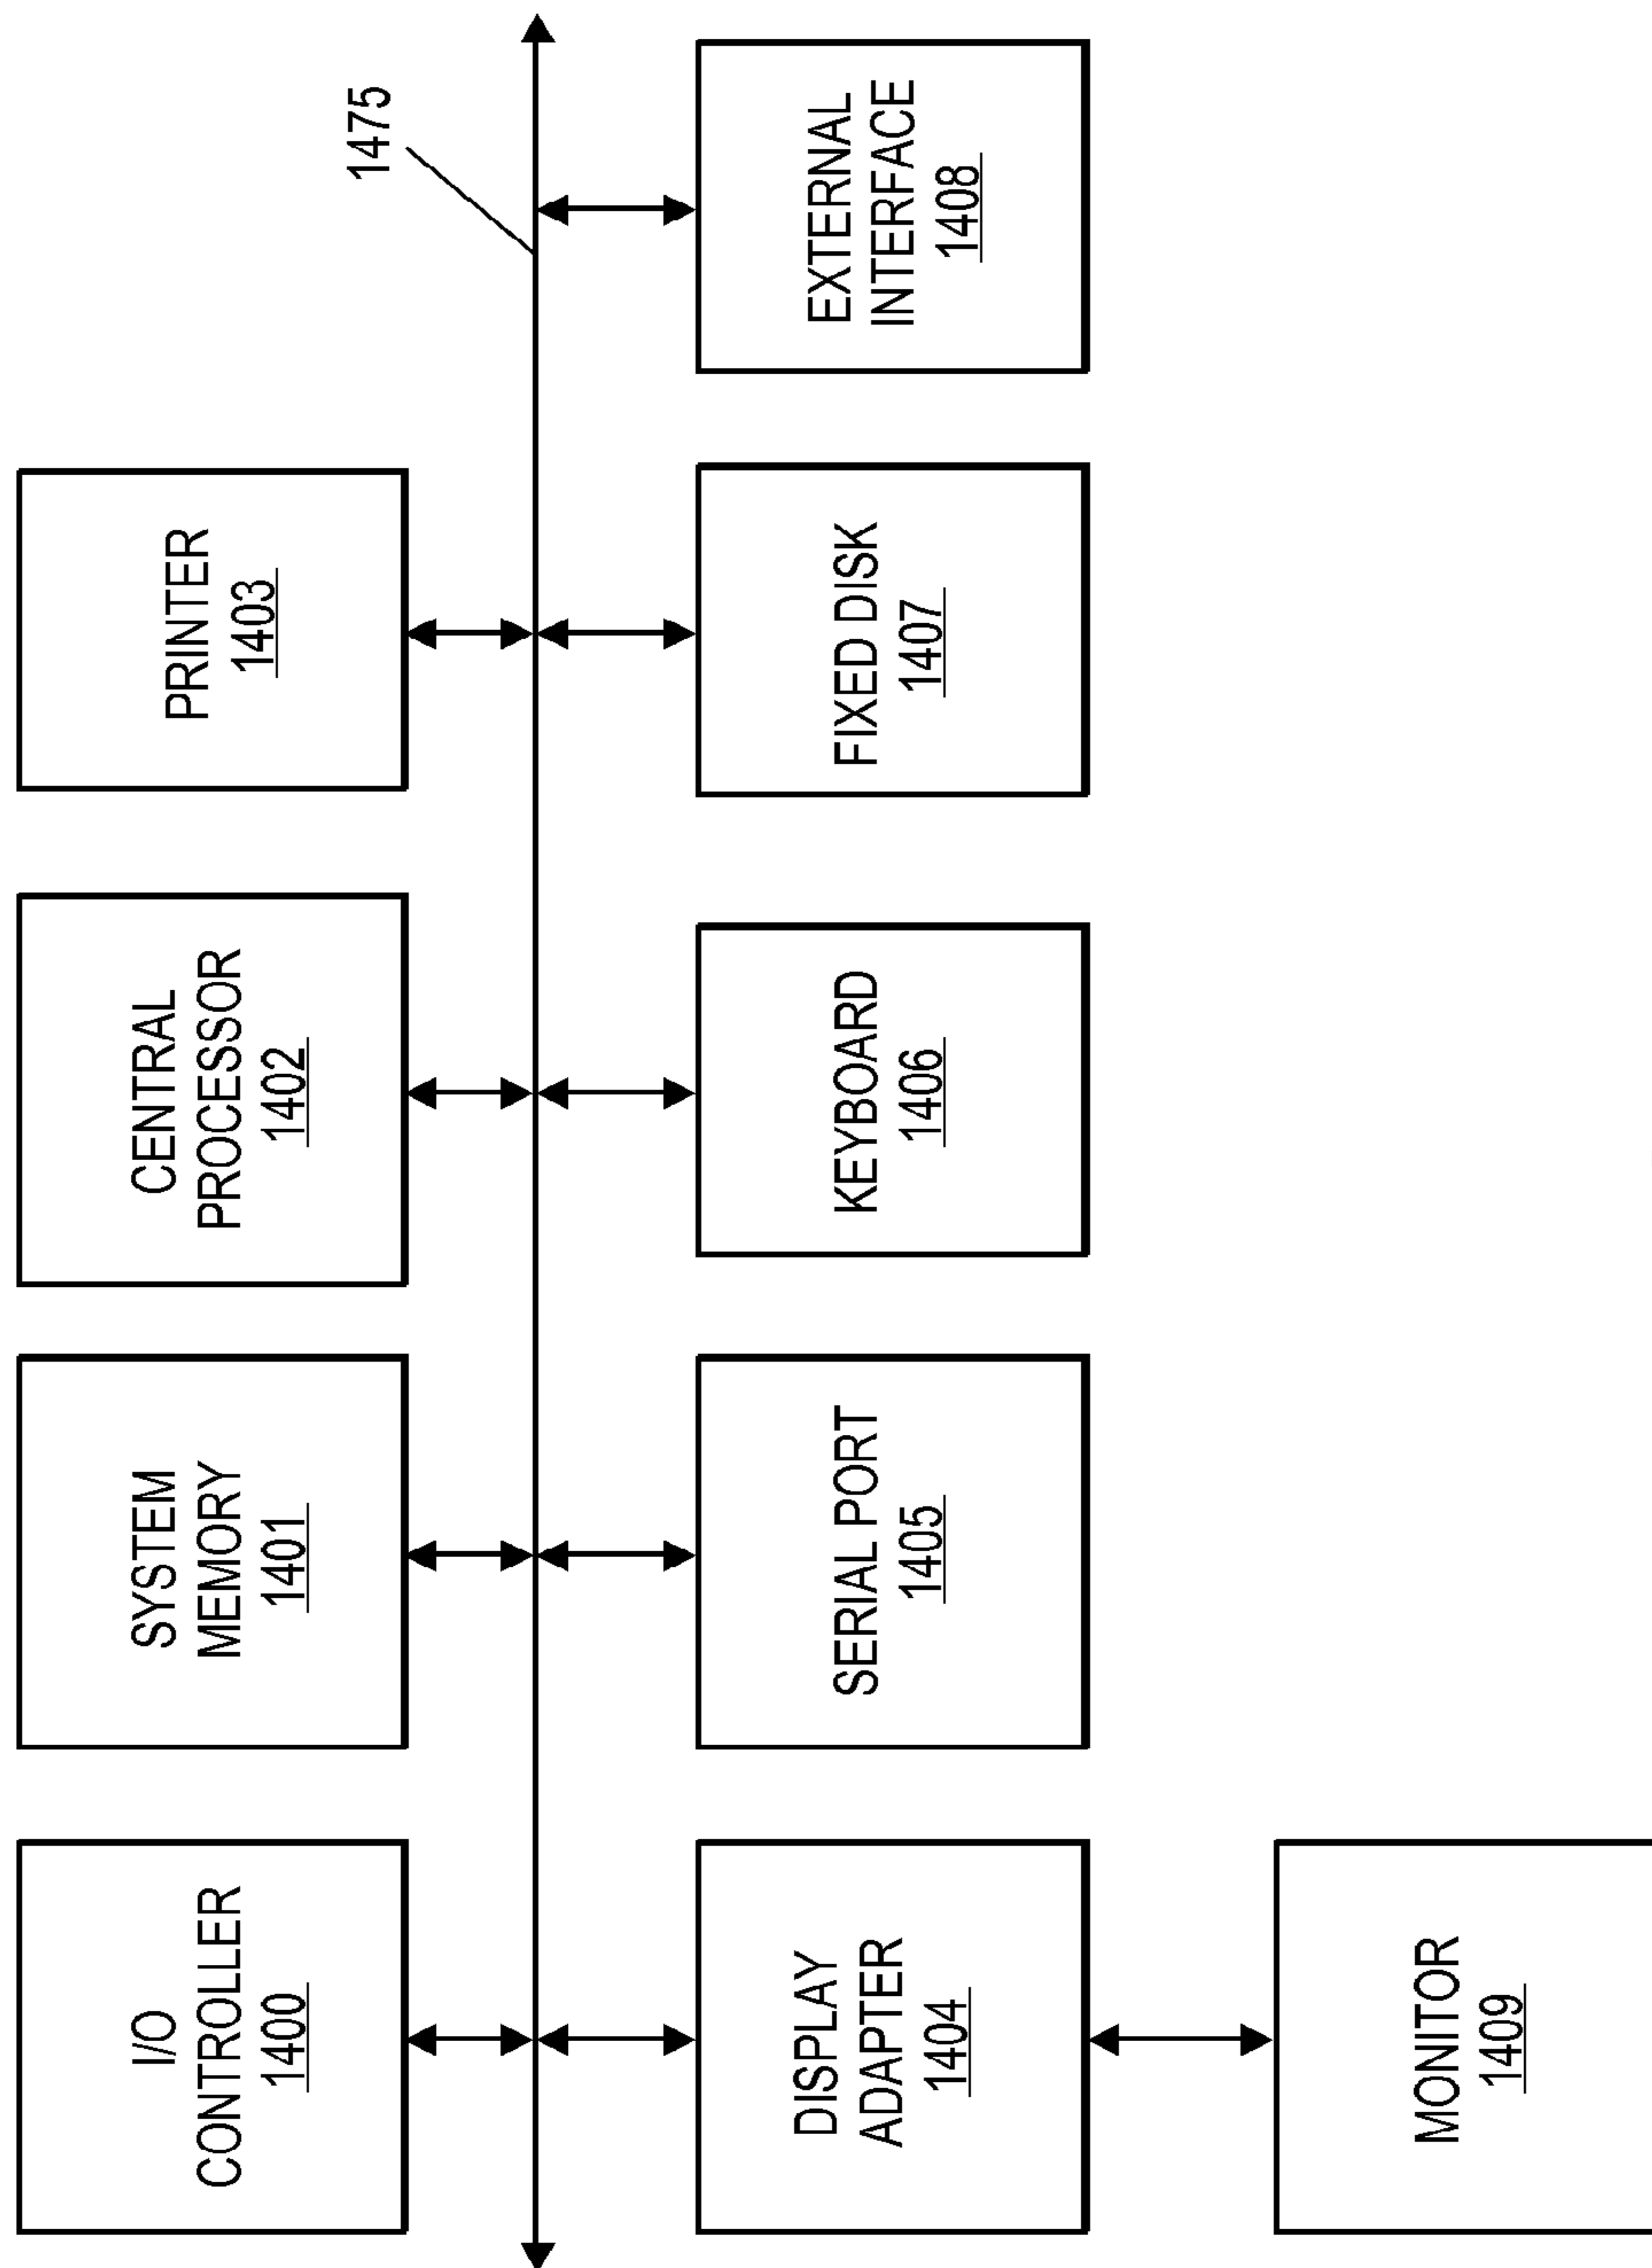 I/O
CONTROLLER
1400
SYSTEM
MEMORY
1401
CENTRAL
PROCESSOR
1402
PRINTER
1403
1475
DISPLAY
ADAPTER
1404
SERIAL PORT
1405
KEYBOARD
1406
FIXED DISK
1407
EXTERNAL
INTERFACE
1408
MONITOR
1409